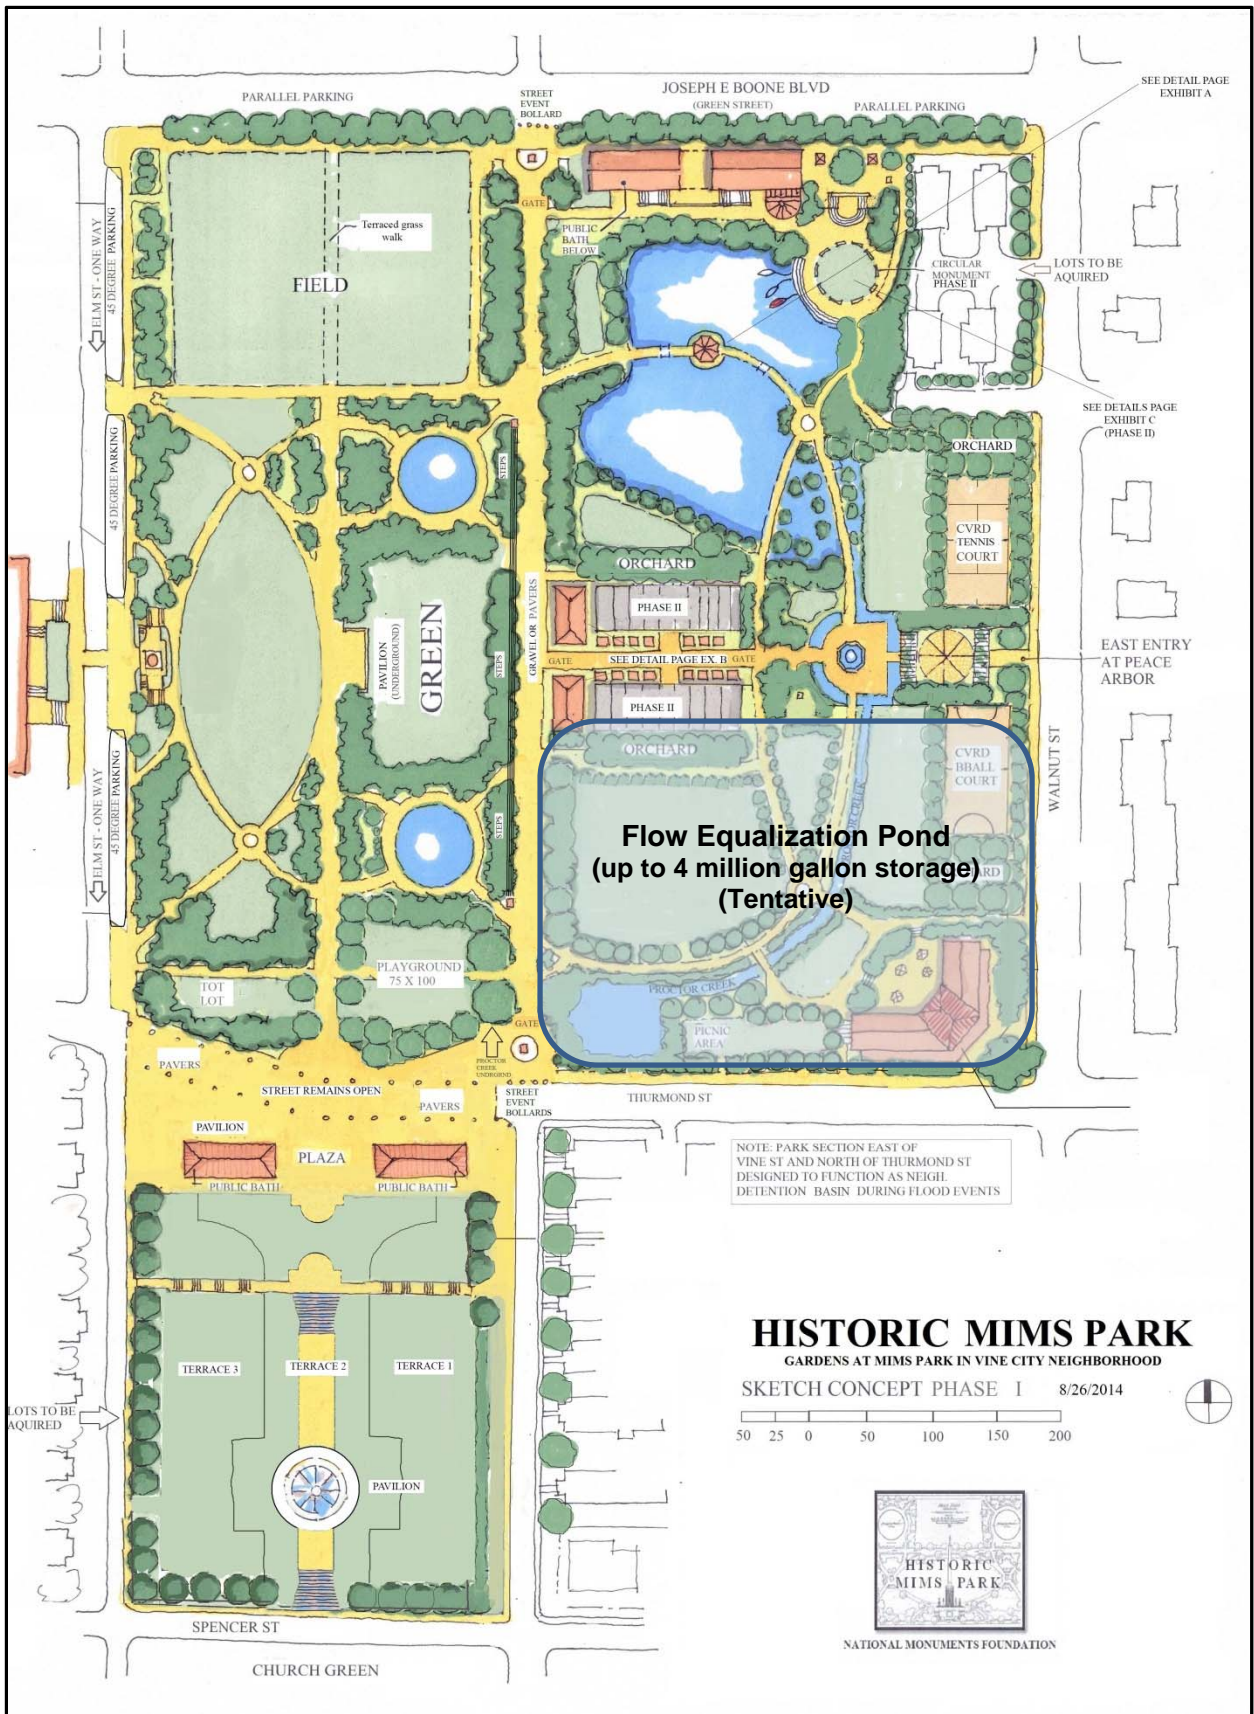 SEE DETAIL PAGE
EXHIBIT A
JOSEPH E BOONE BLVD
(GREEN STREET)
PARALLEL PARKING
STREET
EVENT
BOLLARD
PARALLEL PARKING
ELM ST - ONE WAY
45 DEGREE PARKING
Terraced grass
walk
FIELD
GATE
PUBLIC
BATH
BELOW
CIRCULAR
MONUMENT
PHASE II
LOTS TO BE
AQUIRED
SEE DETAILS PAGE
EXHIBIT C
(PHASE II)
ORCHARD
45 DEGREE PARKING
STEPS
CVRD
TENNIS
COURT
ORCHARD
PHASE II
GRAVEL OR PAVERS
PAVILION
(UNDERGROUND)
GREEN
STEPS
GATE
SEE DETAIL PAGE EX. B
GATE
EAST ENTRY
AT PEACE
ARBOR
PHASE II
ORCHARD
CVRD
BBALL
COURT
WALNUT ST
ELM ST - ONE WAY
45 DEGREE PARKING
STEPS
Flow Equalization Pond
(up to 4 million gallon storage)
(Tentative)
PLAYGROUND
75 X 100
TOT
LOT
PROCTOR CREEK
PICNIC
AREA
GATE
PROCTOR
CREEK
UNDERGRND
PAVERS
STREET REMAINS OPEN
PAVERS
STREET
EVENT
BOLLARDS
THURMOND ST
PAVILION
PLAZA
PUBLIC BATH
PUBLIC BATH
NOTE: PARK SECTION EAST OF
VINE ST AND NORTH OF THURMOND ST
DESIGNED TO FUNCTION AS NEIGH.
DETENTION BASIN DURING FLOOD EVENTS
HISTORIC MIMS PARK
GARDENS AT MIMS PARK IN VINE CITY NEIGHBORHOOD
SKETCH CONCEPT PHASE I 8/26/2014
50 25 0 50 100 150 200
TERRACE 3
TERRACE 2
TERRACE 1
LOTS TO BE
AQUIRED
PAVILION
HISTORIC
MIMS PARK
NATIONAL MONUMENTS FOUNDATION
SPENCER ST
CHURCH GREEN